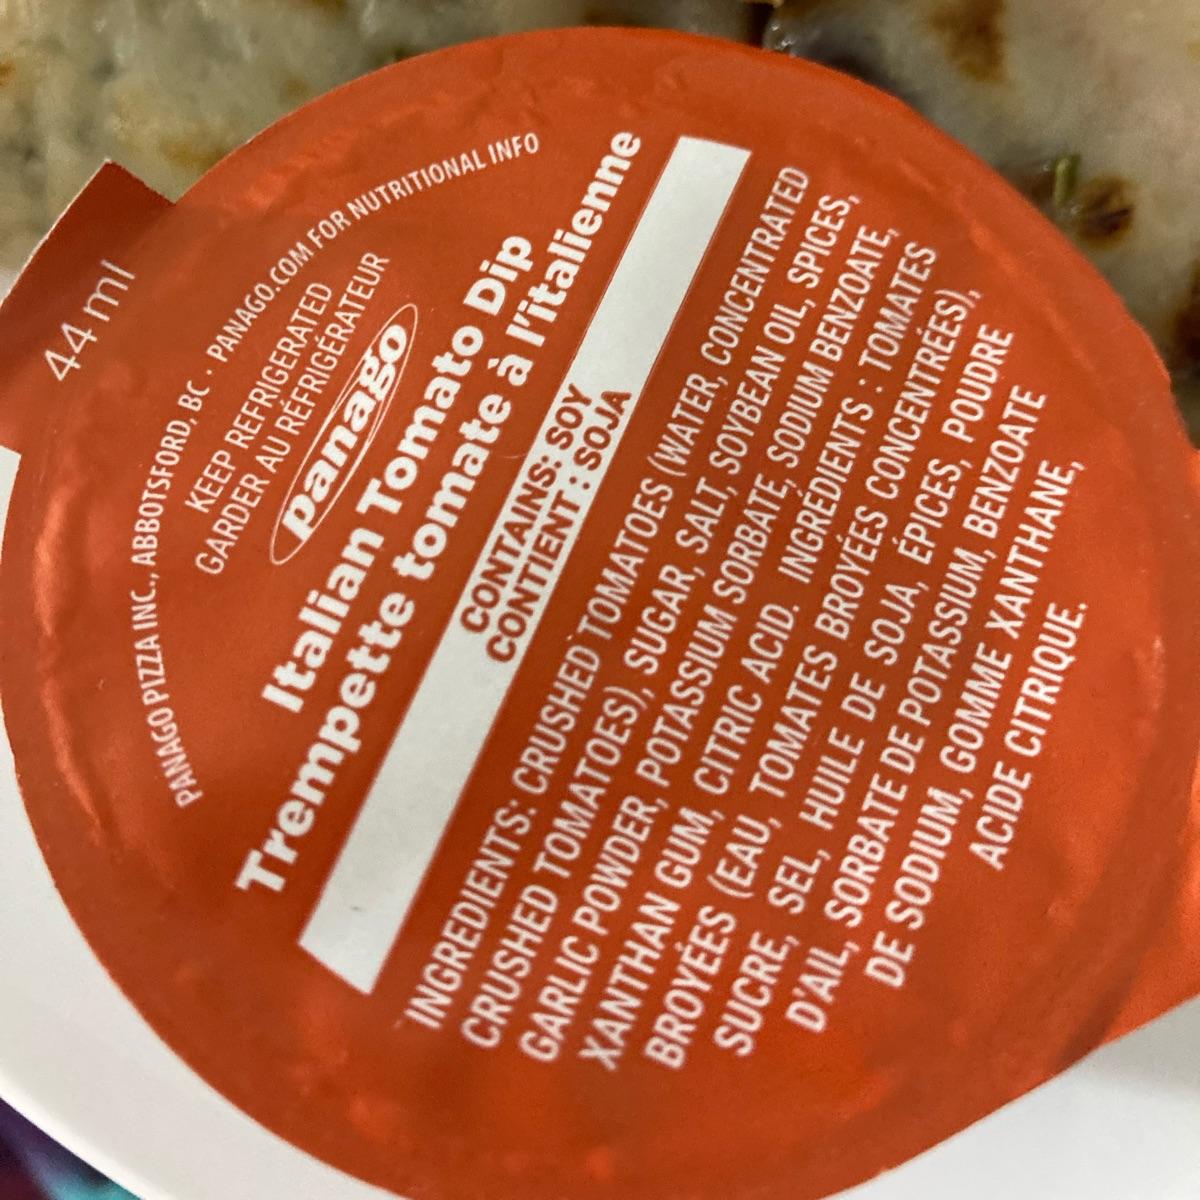 44 ml
PANAGO PIZZA INC., ABBOTSFORD, BC · PANAGO.COM FOR NUTRITIONAL INFO
KEEP REFRIGERATED
GARDER AU RÉFRIGÉRATEUR
panago
Italian Tomato Dip
Trempette tomate à l'italienne
CONTAINS: SOY
CONTIENT : SOJA
INGREDIENTS: CRUSHED TOMATOES (WATER, CONCENTRATED
CRUSHED TOMATOES), SUGAR, SALT, SOYBEAN OIL, SPICES,
GARLIC POWDER, POTASSIUM SORBATE, SODIUM BENZOATE,
XANTHAN GUM, CITRIC ACID. INGRÉDIENTS : TOMATES
BROYÉES (EAU, TOMATES BROYÉES CONCENTRÉES),
SUCRE, SEL, HUILE DE SOJA, ÉPICES, POUDRE
D'AIL, SORBATE DE POTASSIUM, BENZOATE
DE SODIUM, GOMME XANTHANE,
ACIDE CITRIQUE.